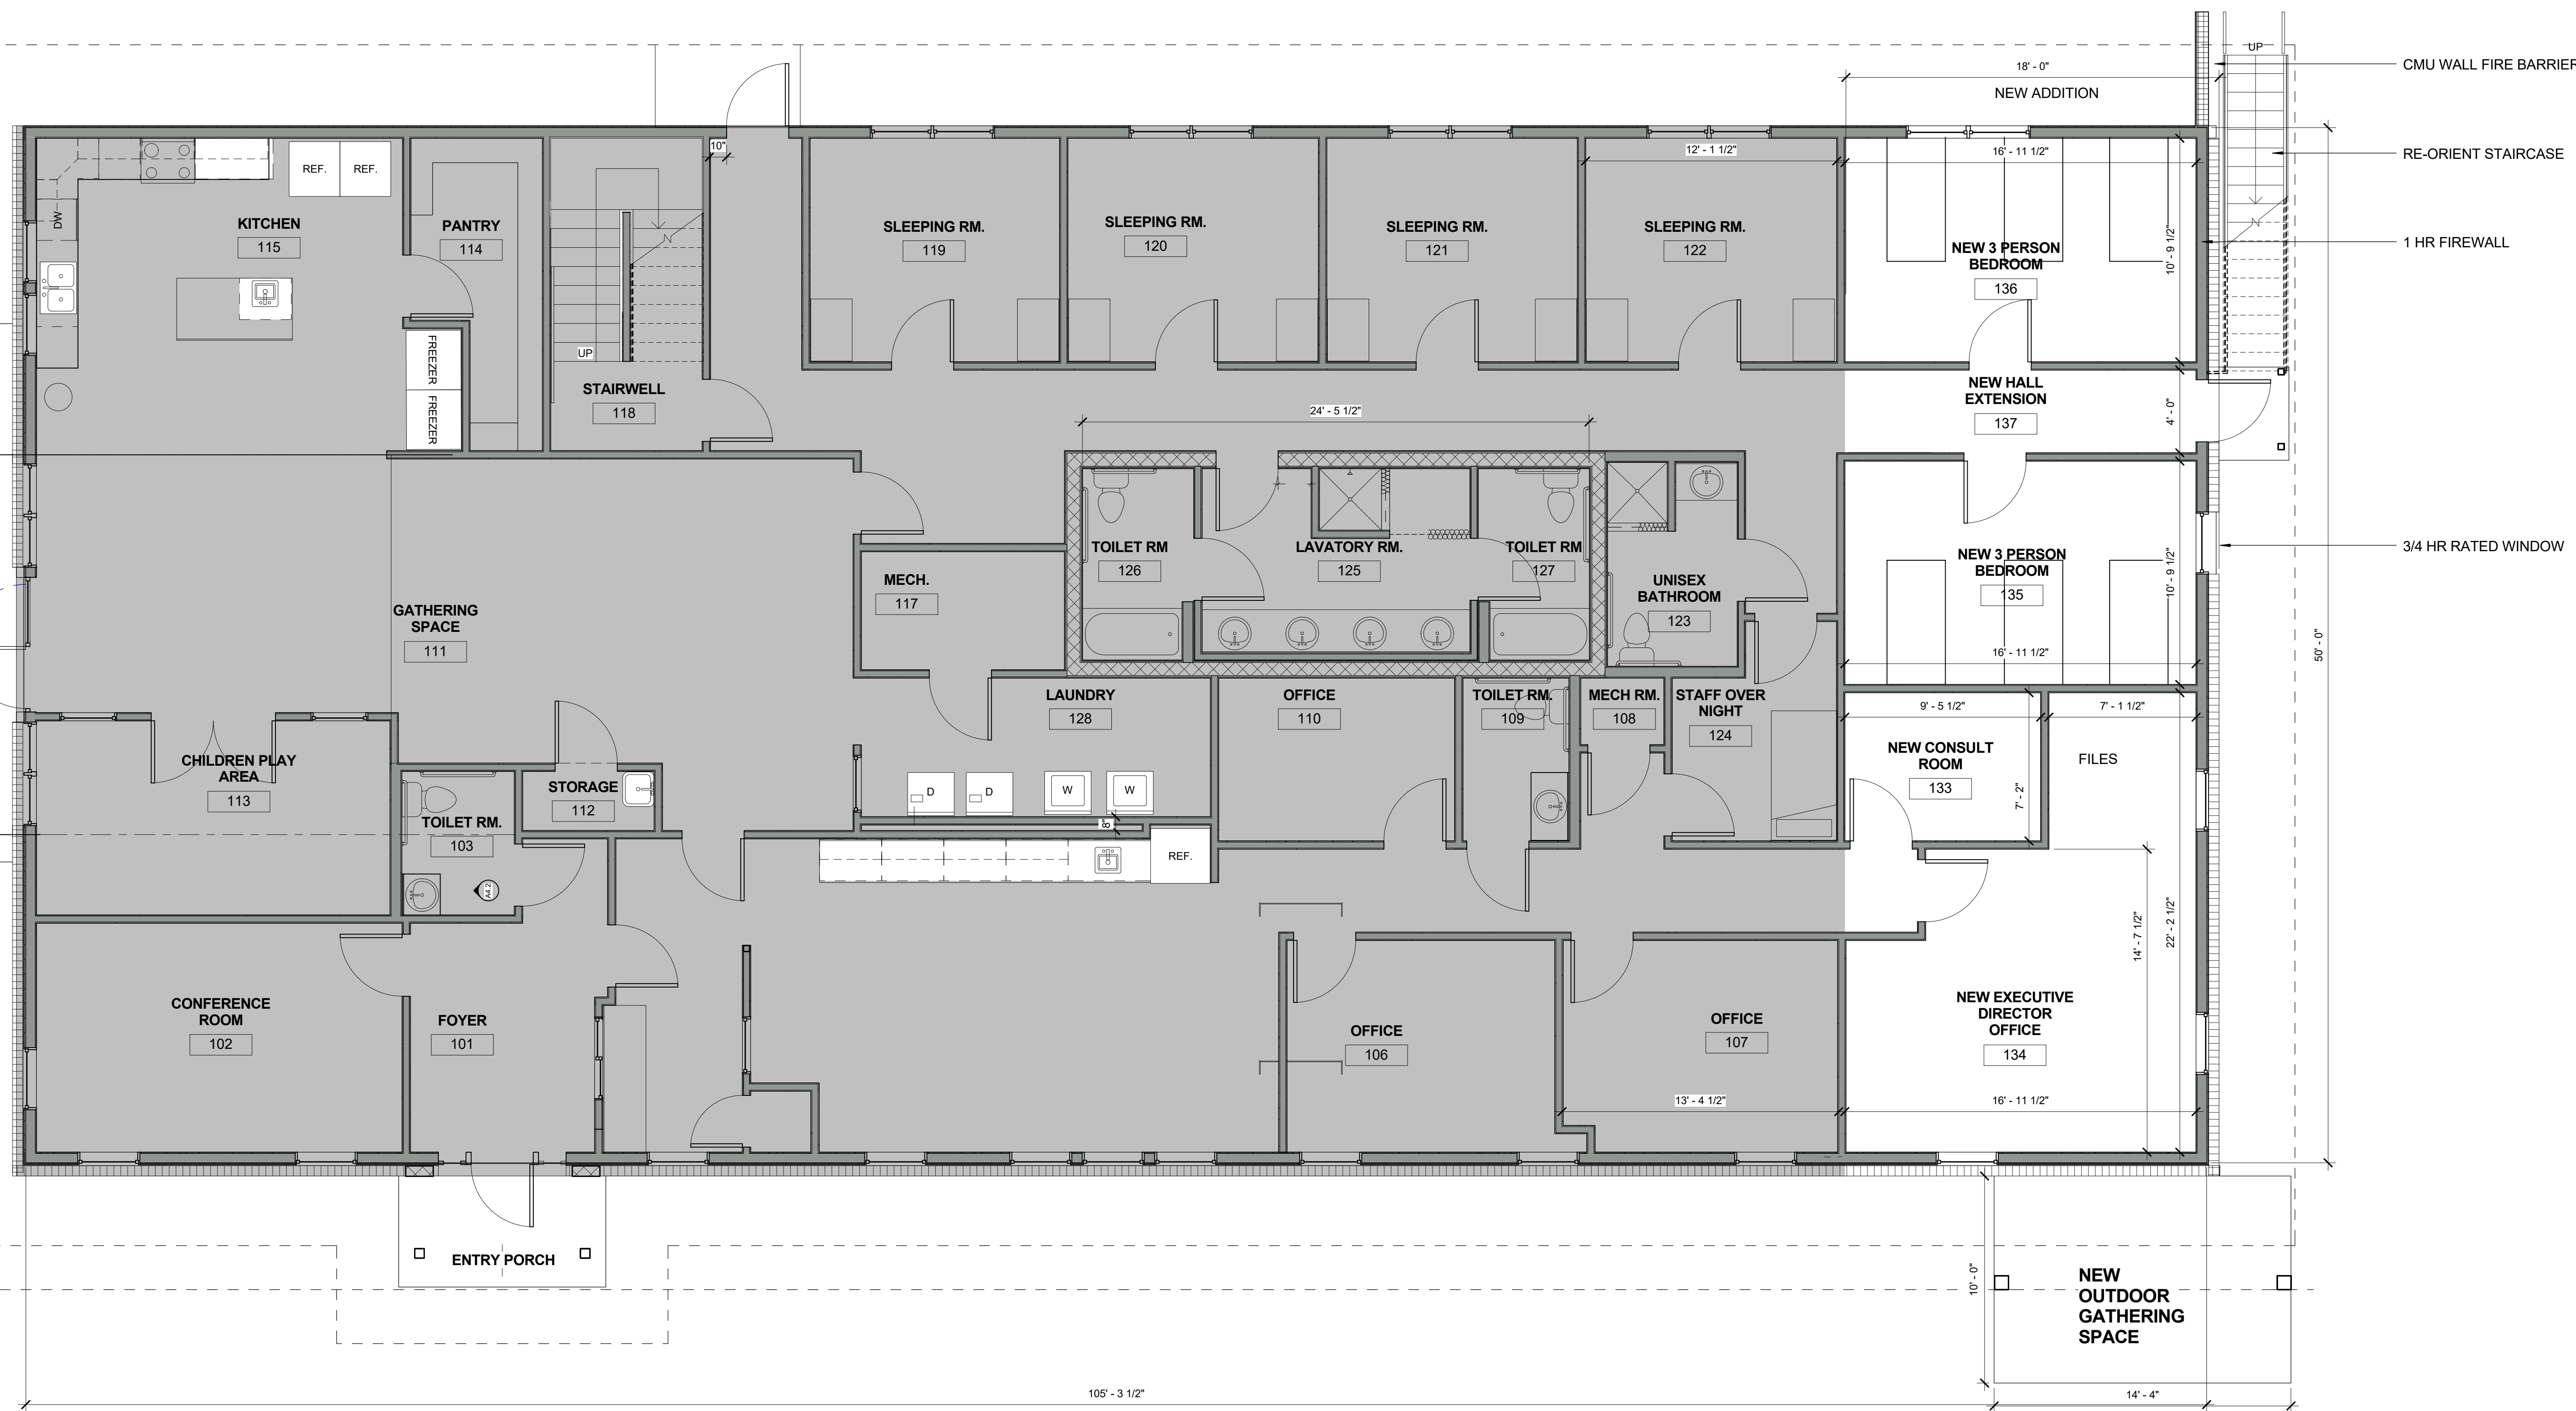 UP
18' - 0"
CMU WALL FIRE BARRIER
NEW ADDITION
10"
12' - 1 1/2"
16' - 11 1/2"
RE-ORIENT STAIRCASE
REF.
REF.
DW
KITCHEN
115
PANTRY
114
SLEEPING RM.
119
SLEEPING RM.
120
SLEEPING RM.
121
SLEEPING RM.
122
NEW 3 PERSON
BEDROOM
136
10' - 9 1/2"
N
N
1 HR FIREWALL
FREEZER
FREEZER
UP
STAIRWELL
118
24' - 5 1/2"
NEW HALL
EXTENSION
137
4' - 0"
TOILET RM
126
LAVATORY RM.
125
TOILET RM
127
3/4 HR RATED WINDOW
MECH.
117
UNISEX
BATHROOM
123
NEW 3 PERSON
BEDROOM
135
10' - 9 1/2"
GATHERING
SPACE
111
16' - 11 1/2"
50' - 0"
LAUNDRY
128
OFFICE
110
TOILET RM.
109
MECH RM.
108
STAFF OVER
NIGHT
124
9' - 5 1/2"
7' - 1 1/2"
CHILDREN PLAY
AREA
113
STORAGE
112
D
D
W
W
NEW CONSULT
ROOM
133
7' - 2"
FILES
TOILET RM.
103
A4.2
8"
REF.
14' - 7 1/2"
22' - 2 1/2"
CONFERENCE
ROOM
102
FOYER
101
OFFICE
106
OFFICE
107
NEW EXECUTIVE
DIRECTOR
OFFICE
134
13' - 4 1/2"
16' - 11 1/2"
ENTRY PORCH
10' - 0"
NEW
OUTDOOR
GATHERING
SPACE
105' - 3 1/2"
14' - 4"